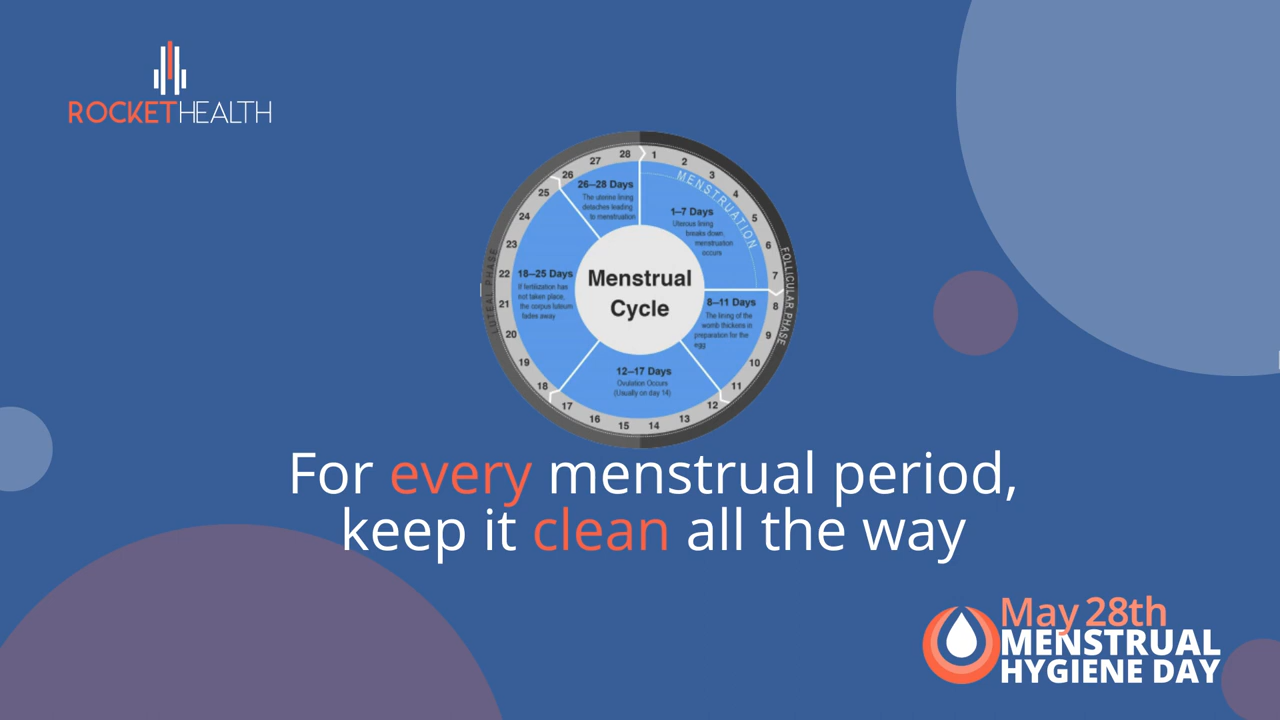 ROCKETHEALTH
28 1 2 3 4 5 6 7 8 9 10 11 12 13 14 15 16 17 18 19 20 21 22 23 24 25 26 27
MENSTRUATION
FOLLICULAR PHASE
LUTEAL PHASE
26–28 Days
The uterine lining
detaches leading
to menstruation
1–7 Days
Uterous lining
breaks down,
menstruation
occurs
18–25 Days
If fertilization has
not taken place,
the corpus luteum
fades away
Menstrual
Cycle
8–11 Days
The lining of the
womb thickens in
preparation for the
egg
12–17 Days
Ovulation Occurs
(Usually on day 14)
For every menstrual period,
keep it clean all the way
May 28th
MENSTRUAL
HYGIENE DAY